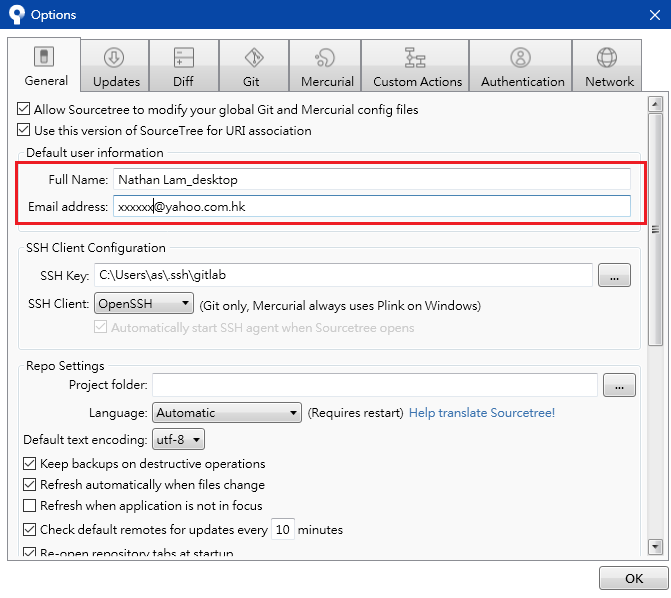 Options
General Updates Diff Git Mercurial Custom Actions Authentication Network
Allow Sourcetree to modify your global Git and Mercurial config files
Use this version of SourceTree for URI association
Default user information
Full Name: Nathan Lam_desktop
Email address: xxxxxx@yahoo.com.hk
SSH Client Configuration
SSH Key: C:\Users\as\.ssh\gitlab ...
SSH Client: OpenSSH (Git only, Mercurial always uses Plink on Windows)
Automatically start SSH agent when Sourcetree opens
Repo Settings
Project folder: ...
Language: Automatic (Requires restart) Help translate Sourcetree!
Default text encoding: utf-8
Keep backups on destructive operations
Refresh automatically when files change
Refresh when application is not in focus
Check default remotes for updates every 10 minutes
Re-open repository tabs at startup
OK